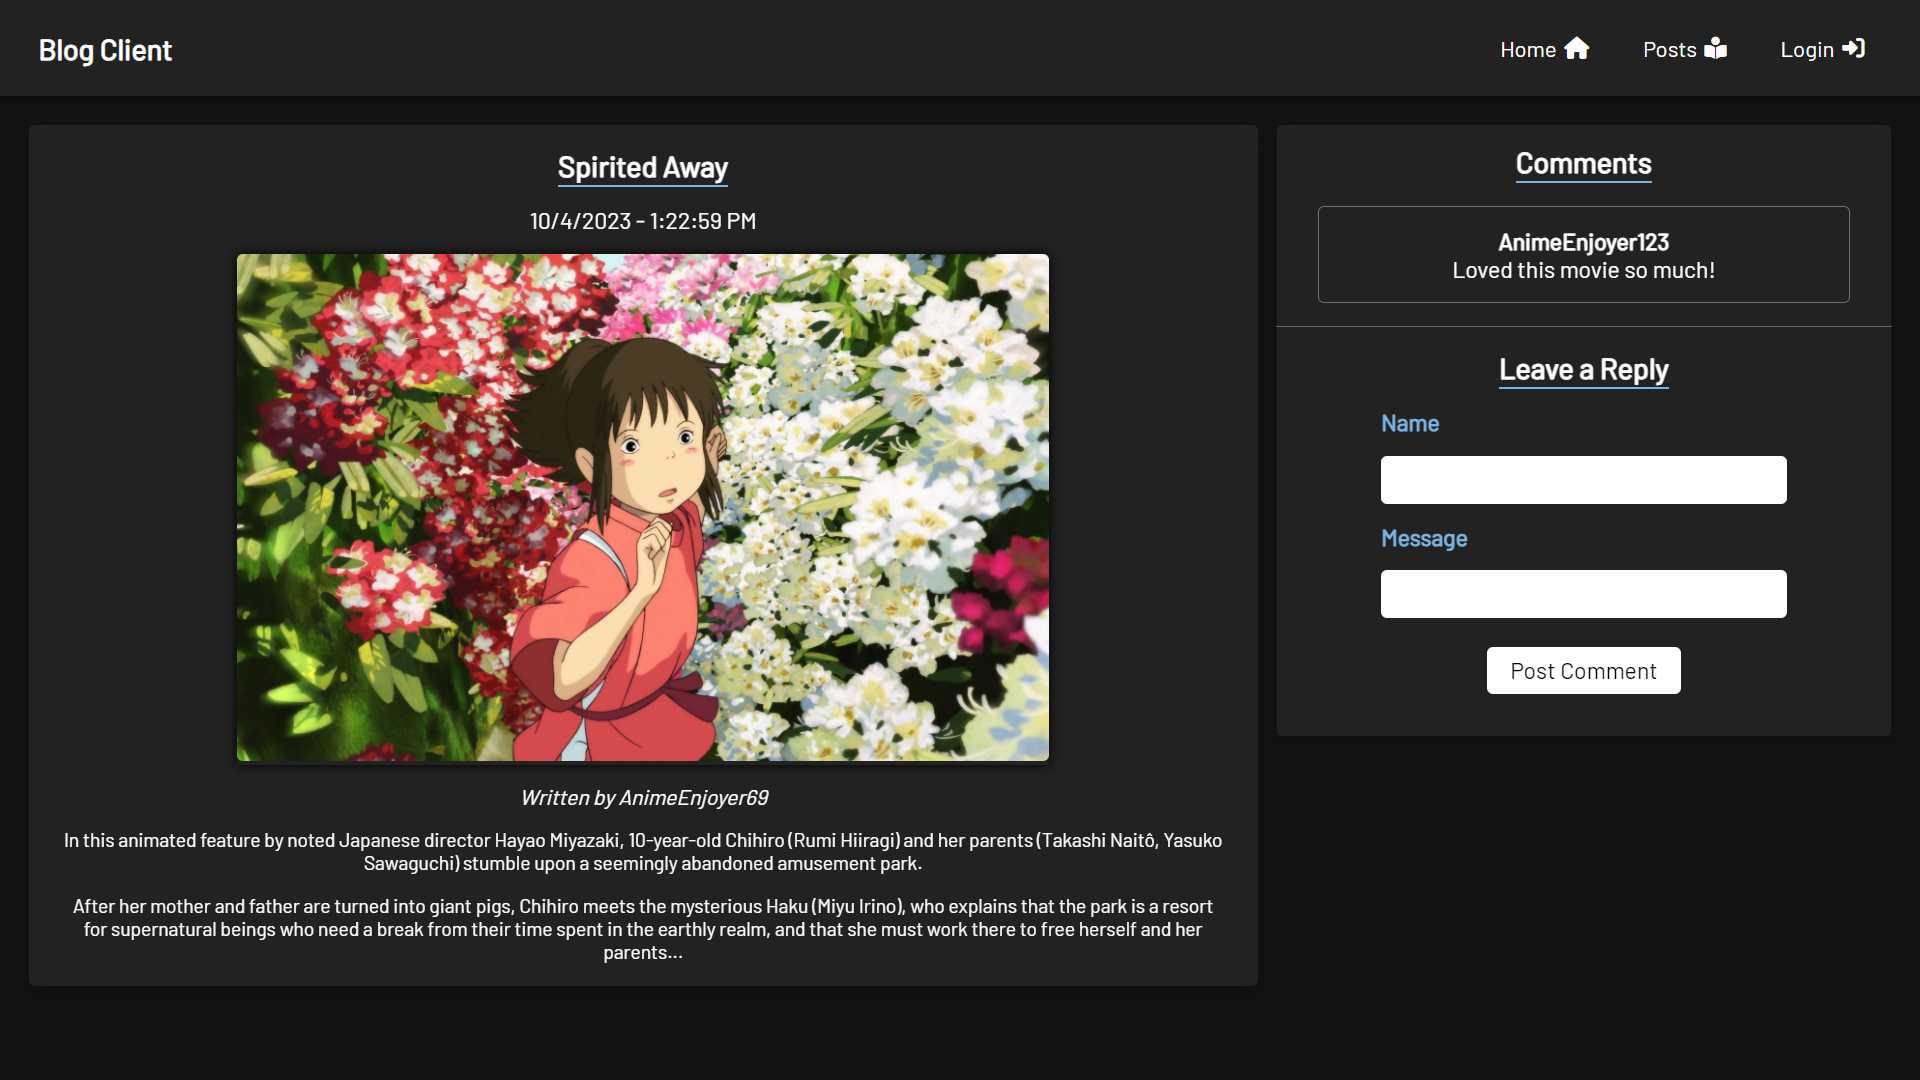 Blog Client
Home
Posts
Login
Spirited Away
10/4/2023 - 1:22:59 PM
Written by AnimeEnjoyer69
In this animated feature by noted Japanese director Hayao Miyazaki, 10-year-old Chihiro (Rumi Hiiragi) and her parents (Takashi Naitô, Yasuko
Sawaguchi) stumble upon a seemingly abandoned amusement park.
After her mother and father are turned into giant pigs, Chihiro meets the mysterious Haku (Miyu Irino), who explains that the park is a resort
for supernatural beings who need a break from their time spent in the earthly realm, and that she must work there to free herself and her
parents...
Comments
AnimeEnjoyer123
Loved this movie so much!
Leave a Reply
Name
Message
Post Comment